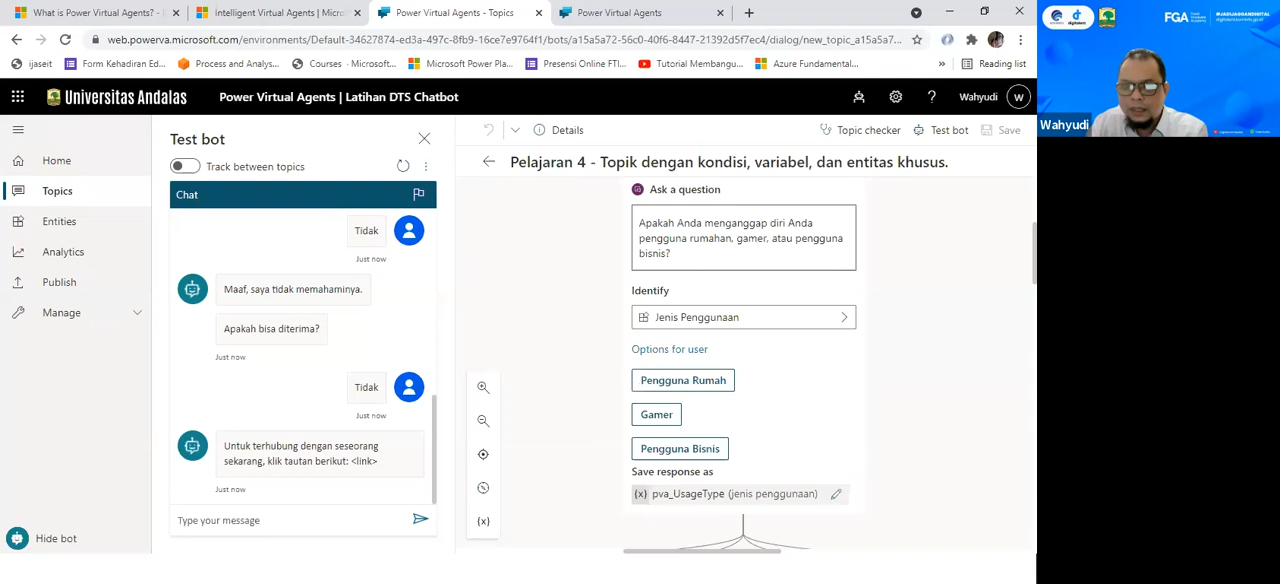 What is Power Virtual Agents? -
Intelligent Virtual Agents | Micro
Power Virtual Agents - Topics
Power Virtual Agents
web.powerva.microsoft.com/environments/Default-34627874-ed3a-497c-8fb9-16ce7e9764f1/bots/a15a5a72-56c0-40f6-8447-21392d5f7ec4/dialog/new_topic_a15a5a7...
ijaseit
Form Kehadiran Ed...
Process and Analys...
Courses - Microsoft...
Microsoft Power Pla...
Presensi Online FTI...
Tutorial Membangu...
Azure Fundamental...
»
Reading list
Universitas Andalas
Power Virtual Agents | Latihan DTS Chatbot
?
Wahyudi
W
Home
Topics
Entities
Analytics
Publish
Manage
Hide bot
Test bot
Track between topics
Chat
Tidak
Just now
Maaf, saya tidak memahaminya.
Apakah bisa diterima?
Just now
Tidak
Just now
Untuk terhubung dengan seseorang
sekarang, klik tautan berikut: <link>
Just now
Type your message
Details
Topic checker
Test bot
Save
Pelajaran 4 - Topik dengan kondisi, variabel, dan entitas khusus.
Ask a question
Apakah Anda menganggap diri Anda
pengguna rumahan, gamer, atau pengguna
bisnis?
Identify
Jenis Penggunaan
Options for user
Pengguna Rumah
Gamer
Pengguna Bisnis
Save response as
{x} pva_UsageType (jenis penggunaan)
{x}
FGA
#JADIJAGOANDIGITAL
Wahyudi